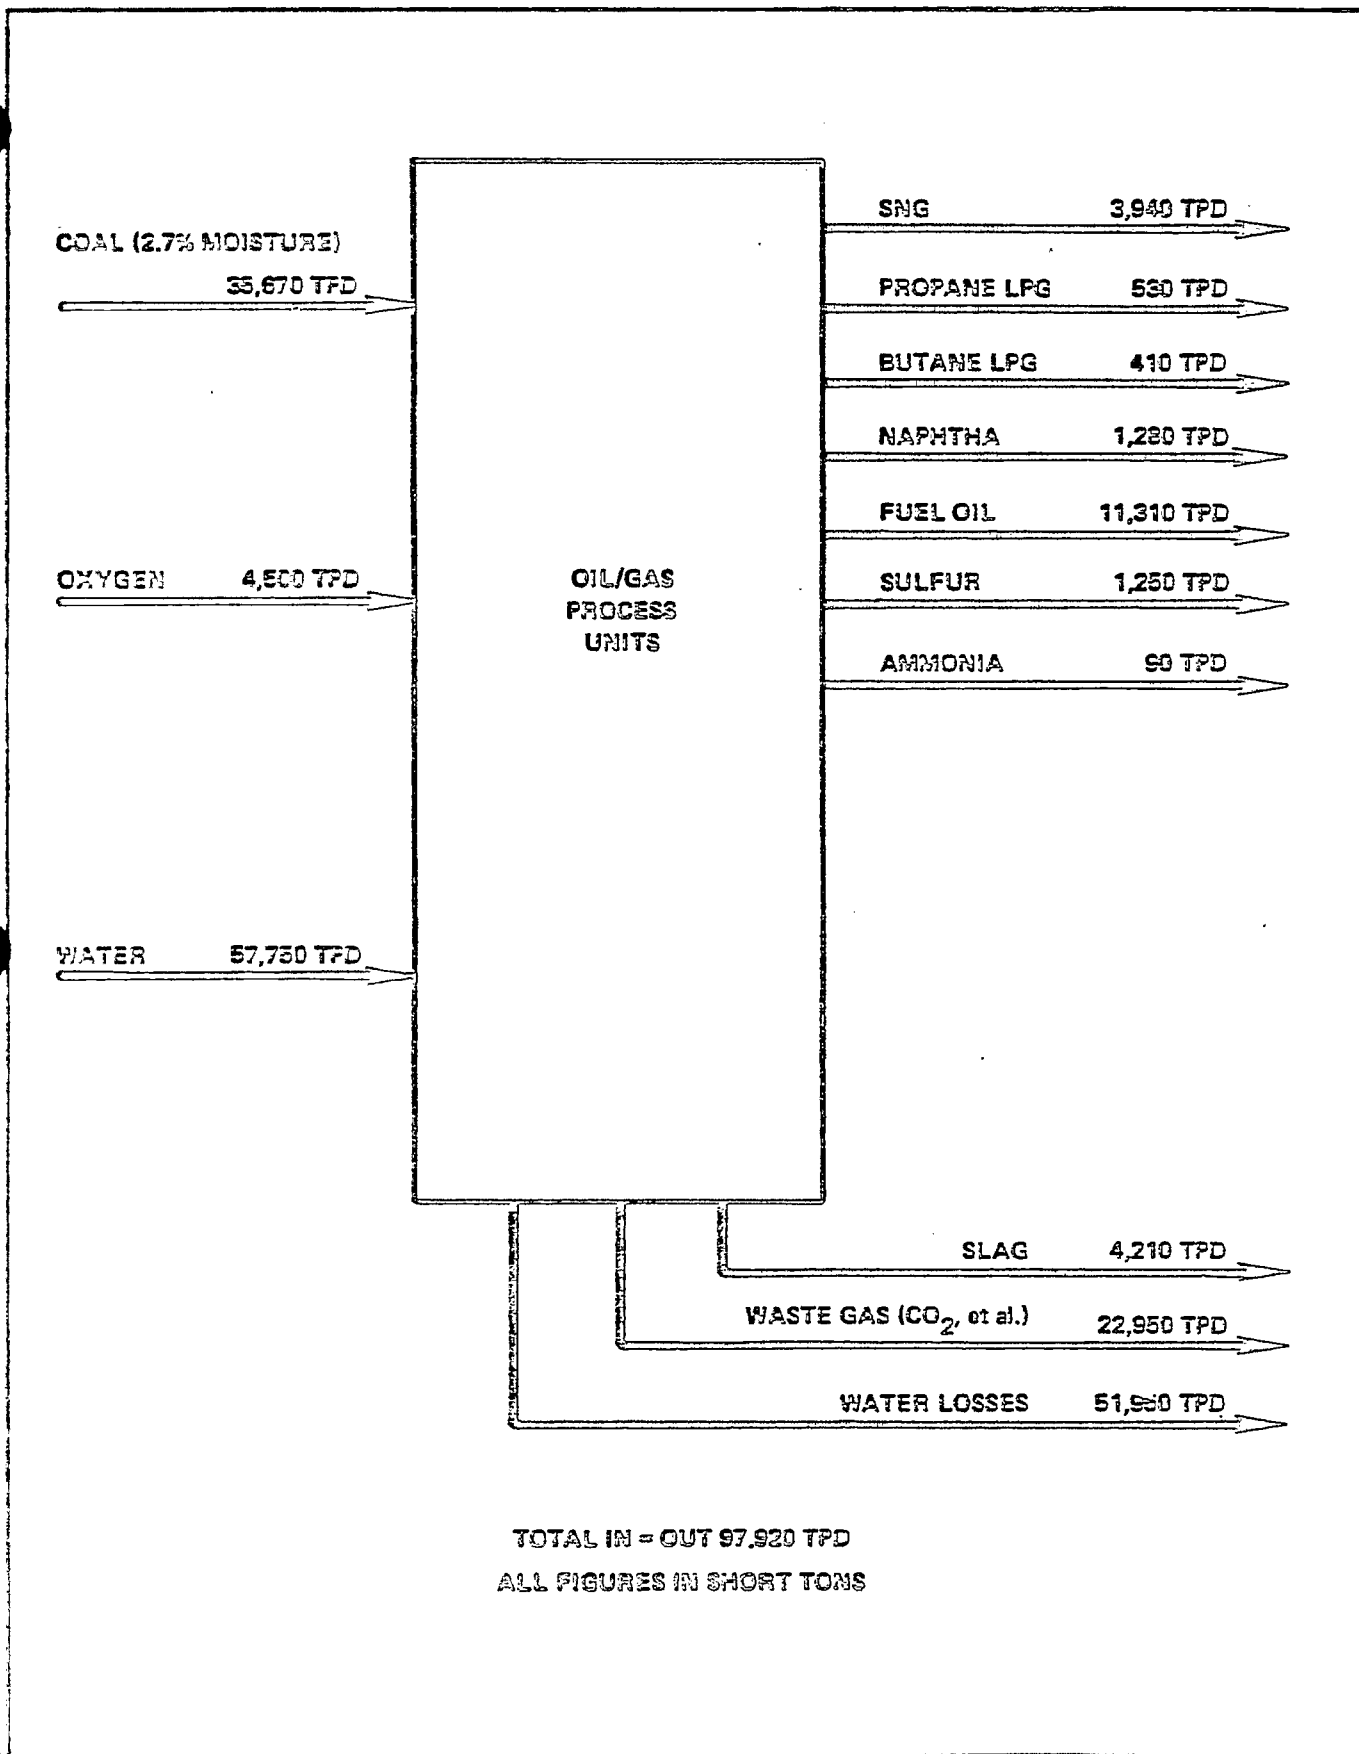 COAL (2.7% MOISTURE)
35,670 TPD
OXYGEN 4,500 TPD
WATER 57,750 TPD
OIL/GAS
PROCESS
UNITS
SNG 3,940 TPD
PROPANE LPG 530 TPD
BUTANE LPG 410 TPD
NAPHTHA 1,280 TPD
FUEL OIL 11,310 TPD
SULFUR 1,250 TPD
AMMONIA 90 TPD
SLAG 4,210 TPD
WASTE GAS (CO2, et al.) 22,950 TPD
WATER LOSSES 51,950 TPD
TOTAL IN = OUT 97,920 TPD
ALL FIGURES IN SHORT TONS